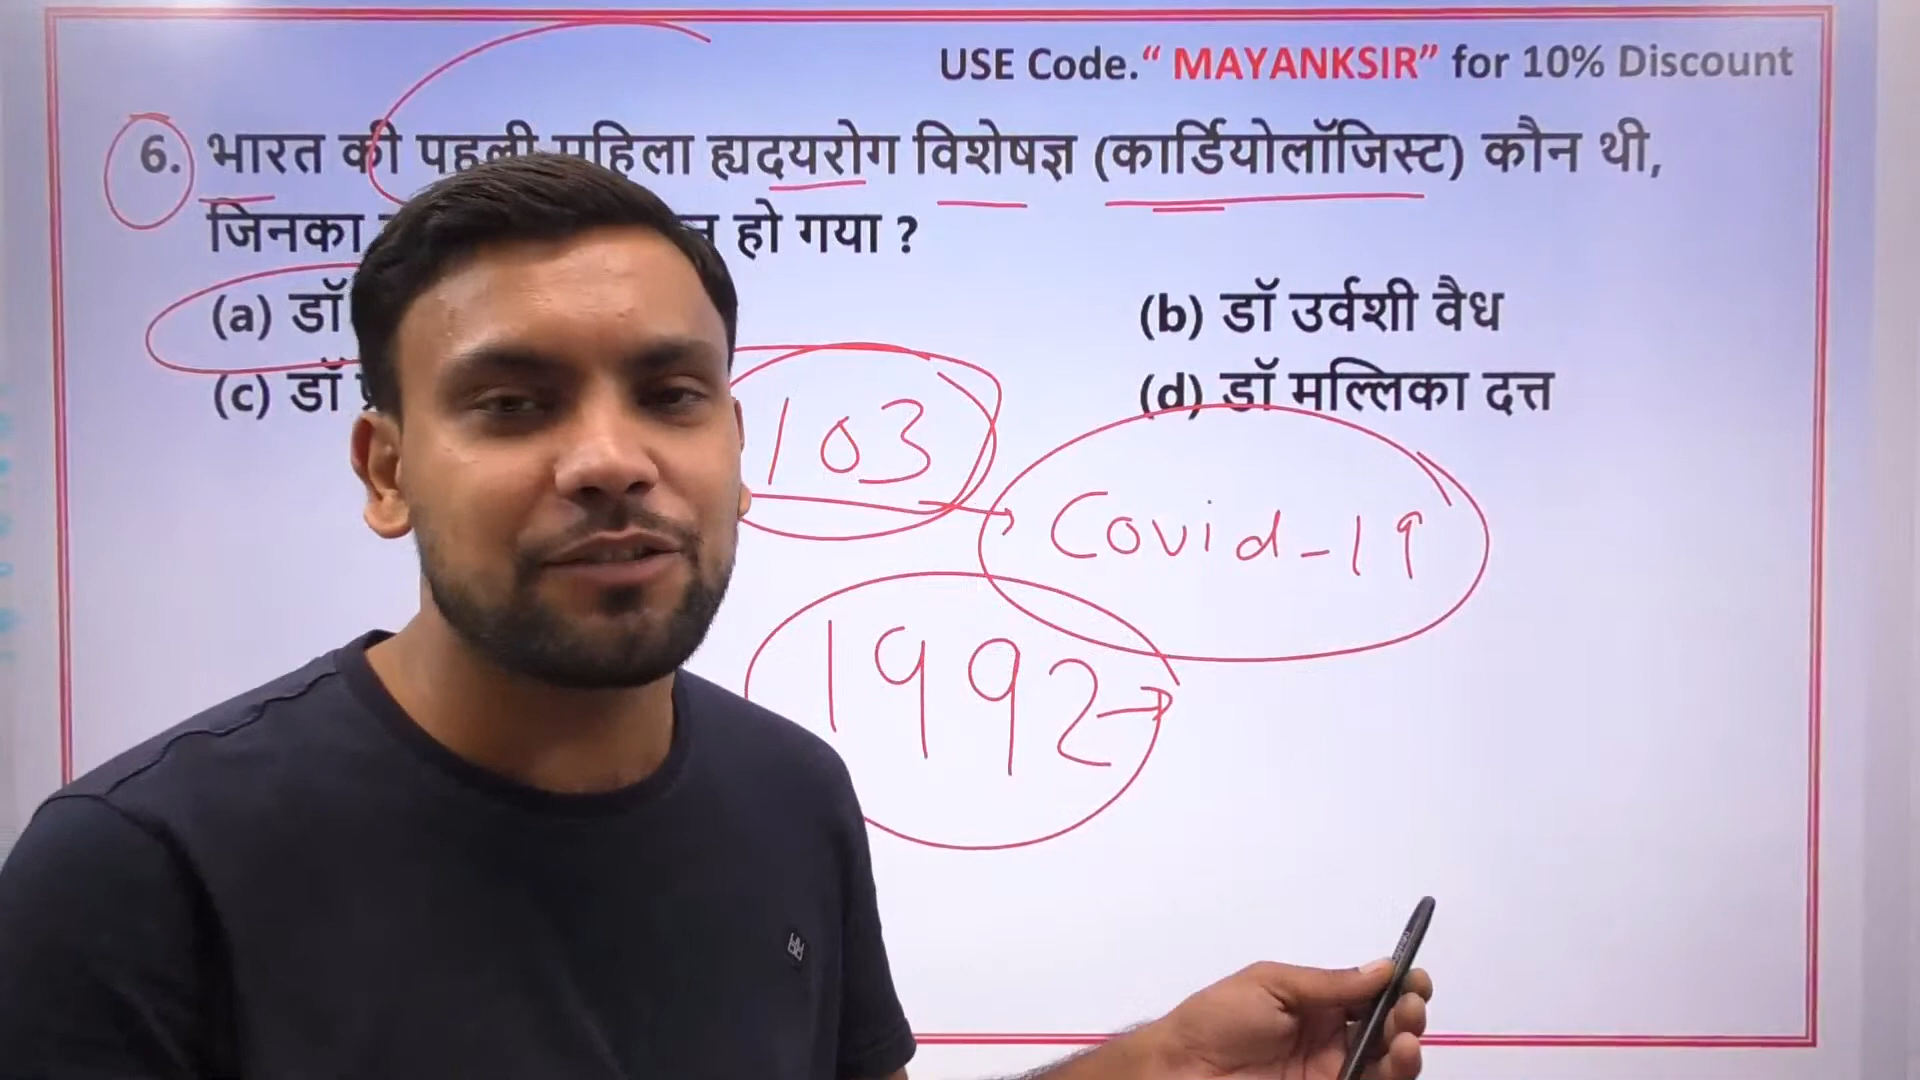 USE Code.“ MAYANKSIR” for 10% Discount
6. भारत की पहली महिला ह्यदयरोग विशेषज्ञ (कार्डियोलॉजिस्ट) कौन थी,
जिनका हो गया ?
(a) डॉ
(b) डॉ उर्वशी वैध
(c) डॉ
(d) डॉ मल्लिका दत्त
103
Covid-19
1992